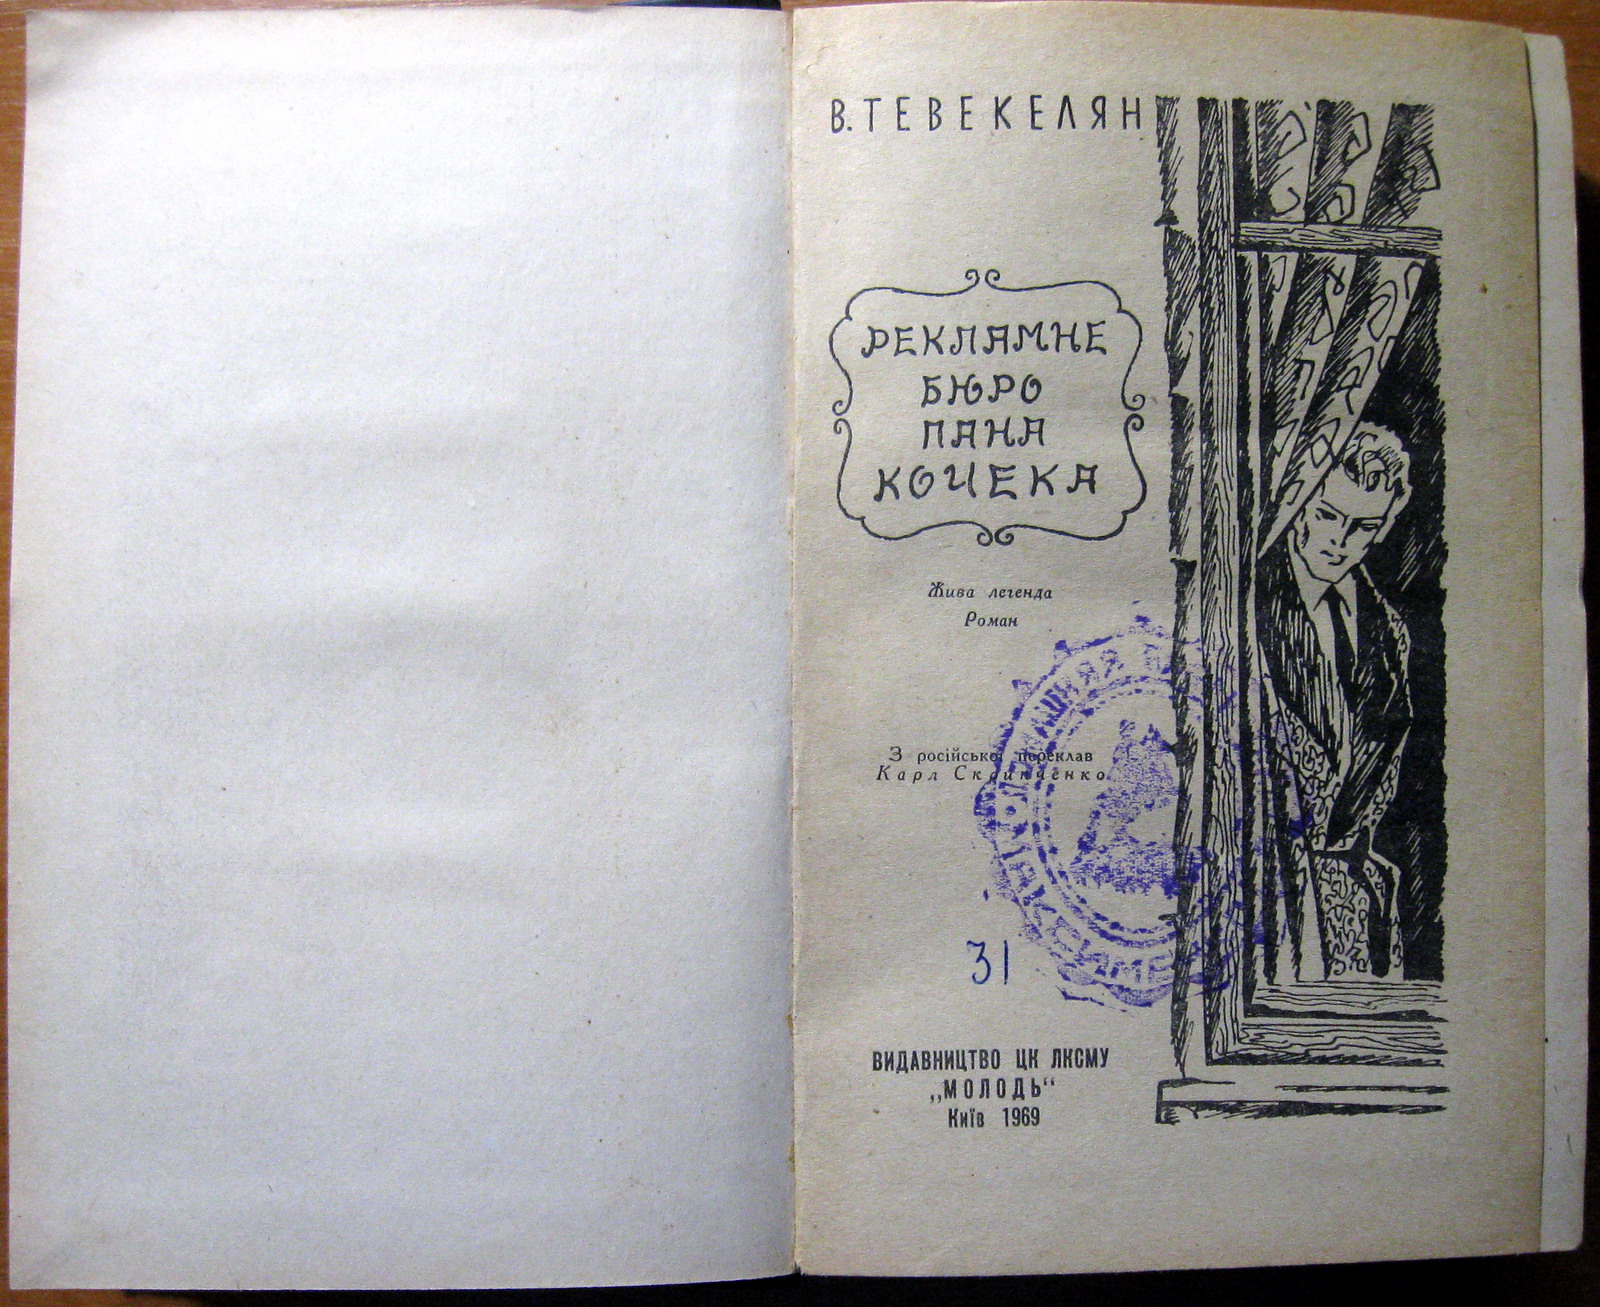 В. ТЕВЕКЕЛЯН
РЕКЛАМНЕ
БЮРО
ПАНА
КОЧЕКА
Жива легенда
Роман
З російської переклав
Карл Скрипченко
31
ВИДАВНИЦТВО ЦК ЛКСМУ
„МОЛОДЬ“
Київ 1969